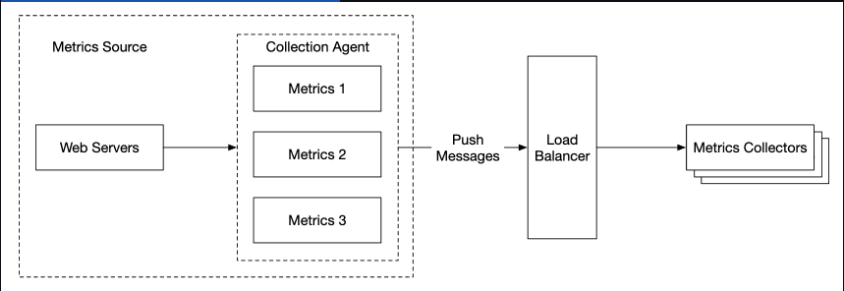 Metrics Source
Collection Agent
Metrics 1
Web Servers
Metrics 2
Metrics 3
Push
Messages
Load
Balancer
Metrics Collectors